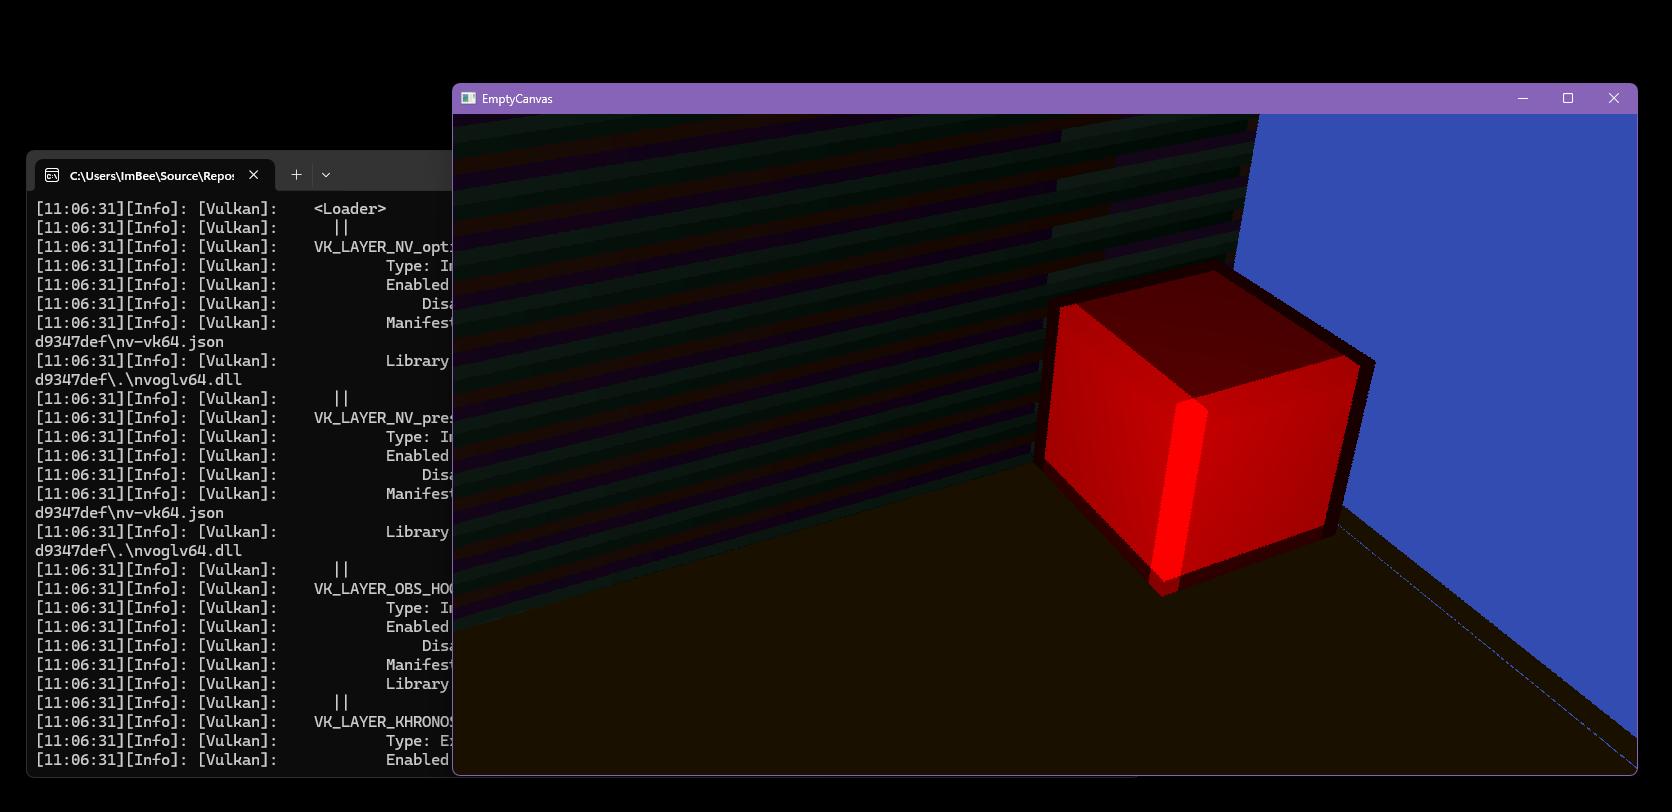 EmptyCanvas
C:\Users\ImBee\Source\Repos
[11:06:31][Info]: [Vulkan]: <Loader>
[11:06:31][Info]: [Vulkan]: ||
[11:06:31][Info]: [Vulkan]: VK_LAYER_NV_opti
[11:06:31][Info]: [Vulkan]: Type: I
[11:06:31][Info]: [Vulkan]: Enabled
[11:06:31][Info]: [Vulkan]: Disa
[11:06:31][Info]: [Vulkan]: Manifest
d9347def\nv-vk64.json
[11:06:31][Info]: [Vulkan]: Library
d9347def\.\nvoglv64.dll
[11:06:31][Info]: [Vulkan]: ||
[11:06:31][Info]: [Vulkan]: VK_LAYER_NV_pres
[11:06:31][Info]: [Vulkan]: Type: I
[11:06:31][Info]: [Vulkan]: Enabled
[11:06:31][Info]: [Vulkan]: Disa
[11:06:31][Info]: [Vulkan]: Manifest
d9347def\nv-vk64.json
[11:06:31][Info]: [Vulkan]: Library
d9347def\.\nvoglv64.dll
[11:06:31][Info]: [Vulkan]: ||
[11:06:31][Info]: [Vulkan]: VK_LAYER_OBS_HOO
[11:06:31][Info]: [Vulkan]: Type: I
[11:06:31][Info]: [Vulkan]: Enabled
[11:06:31][Info]: [Vulkan]: Disa
[11:06:31][Info]: [Vulkan]: Manifest
[11:06:31][Info]: [Vulkan]: Library
[11:06:31][Info]: [Vulkan]: ||
[11:06:31][Info]: [Vulkan]: VK_LAYER_KHRONOS
[11:06:31][Info]: [Vulkan]: Type: E
[11:06:31][Info]: [Vulkan]: Enabled